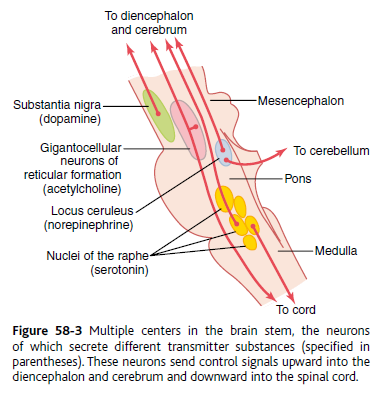 To diencephalon
and cerebrum
Substantia nigra
(dopamine)
Mesencephalon
Gigantocellular
neurons of
reticular formation
(acetylcholine)
To cerebellum
Pons
Locus ceruleus
(norepinephrine)
Nuclei of the raphe
(serotonin)
Medulla
To cord
Figure 58-3 Multiple centers in the brain stem, the neurons
of which secrete different transmitter substances (specified in
parentheses). These neurons send control signals upward into the
diencephalon and cerebrum and downward into the spinal cord.